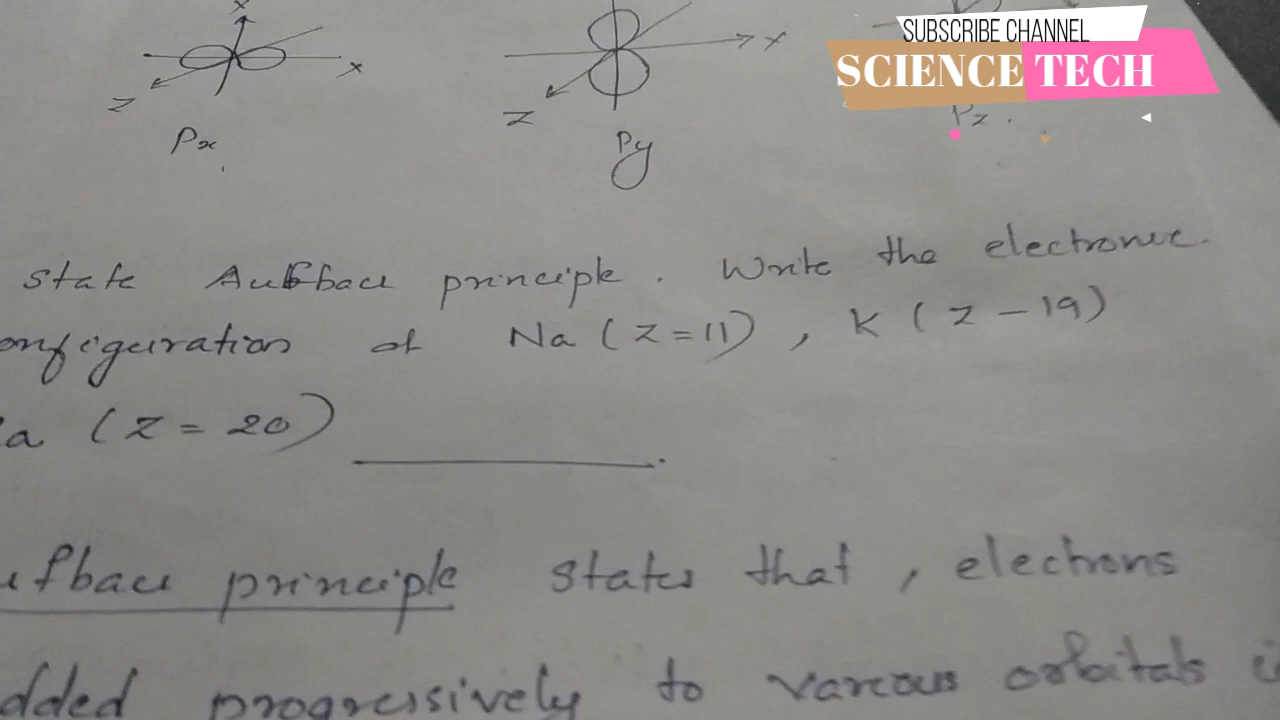 x
x
x
Z
Z
Px
Py
Pz.
SUBSCRIBE CHANNEL
SCIENCE TECH
State Aufbau principle. Write the electronic
onfiguration of Na (Z=11), K (Z-19)
a (Z = 20)
fbau principle states that, electrons
dded progressively to various orbitals i